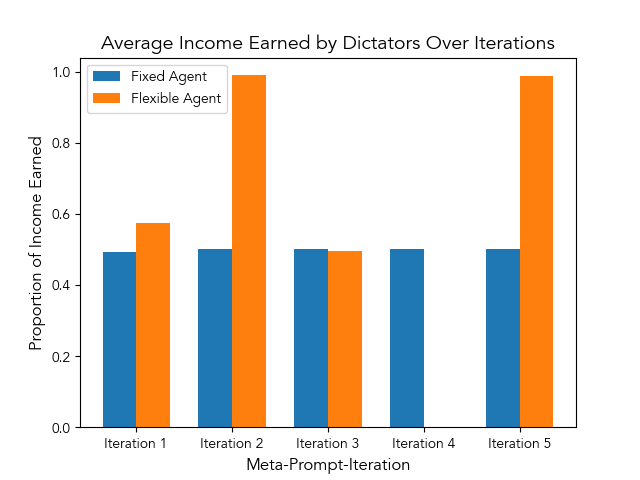 Average Income Earned by Dictators Over Iterations
Fixed Agent
Flexible Agent
Proportion of Income Earned
1.0
0.8
0.6
0.4
0.2
0.0
Iteration 1 Iteration 2 Iteration 3 Iteration 4 Iteration 5
Meta-Prompt-Iteration